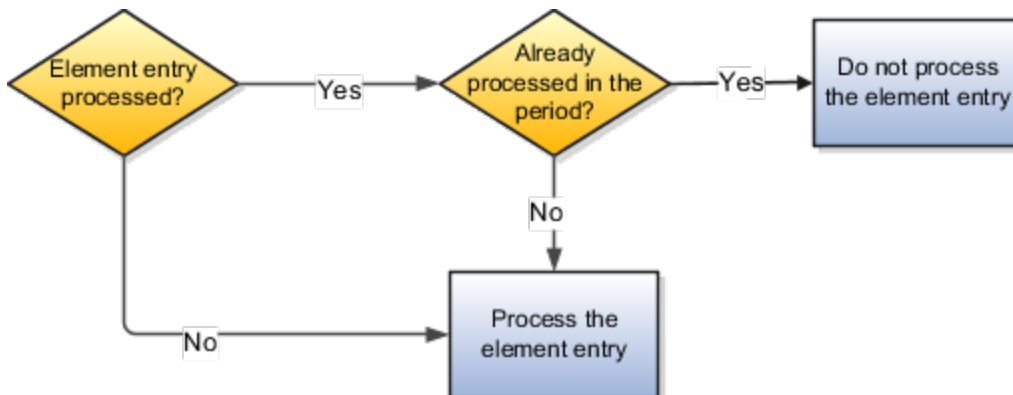 Element entry
processed?
Yes
Already
processed in the
period?
Yes
Do not process
the element entry
No
No
Process the
element entry